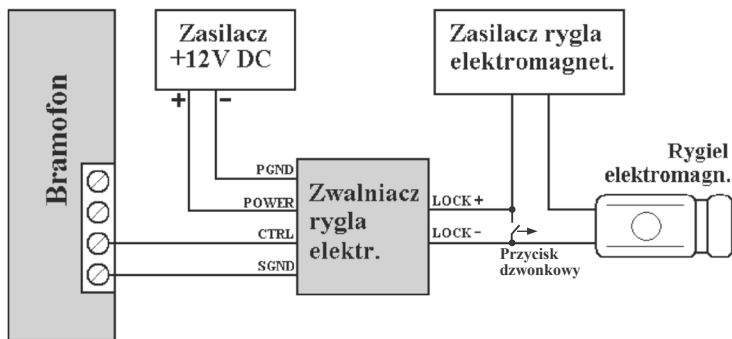 Bramofon
Zasilacz
+12V DC
+
−
Zasilacz rygla
elektromagnet.
Rygiel
elektromagn.
PGND
POWER
CTRL
SGND
Zwalniacz
rygla
elektr.
LOCK +
LOCK −
Przycisk
dzwonkowy